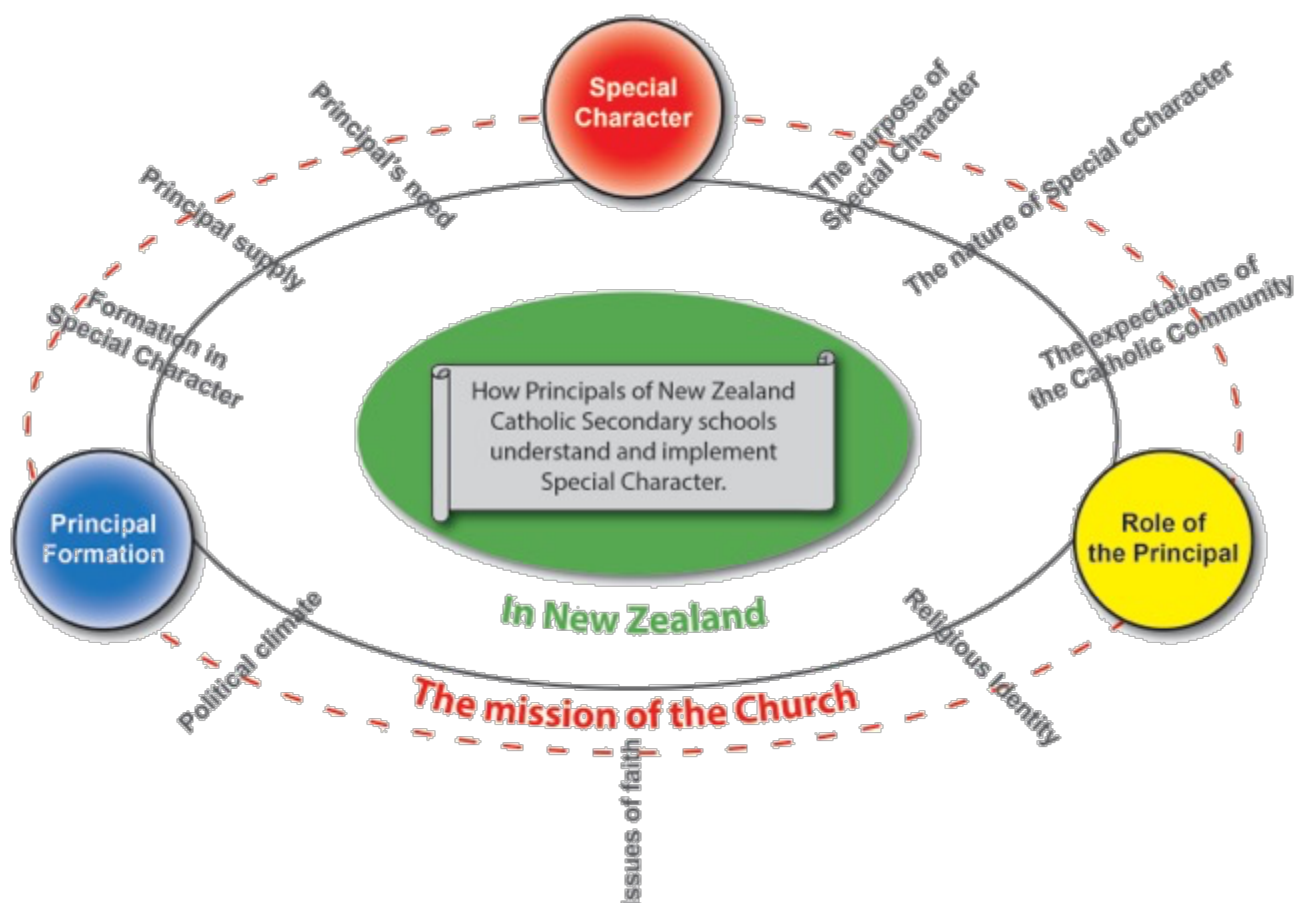 Special
Character
Principal's need
The purpose of
Special Character
The nature of Special cCharacter
Principal supply
Formation in
Special Character
The expectations of
the Catholic Community
How Principals of New Zealand
Catholic Secondary schools
understand and implement
Special Character.
Principal
Formation
Role of
the Principal
In New Zealand
Political climate
Religious Identity
The mission of the Church
Issues of faith